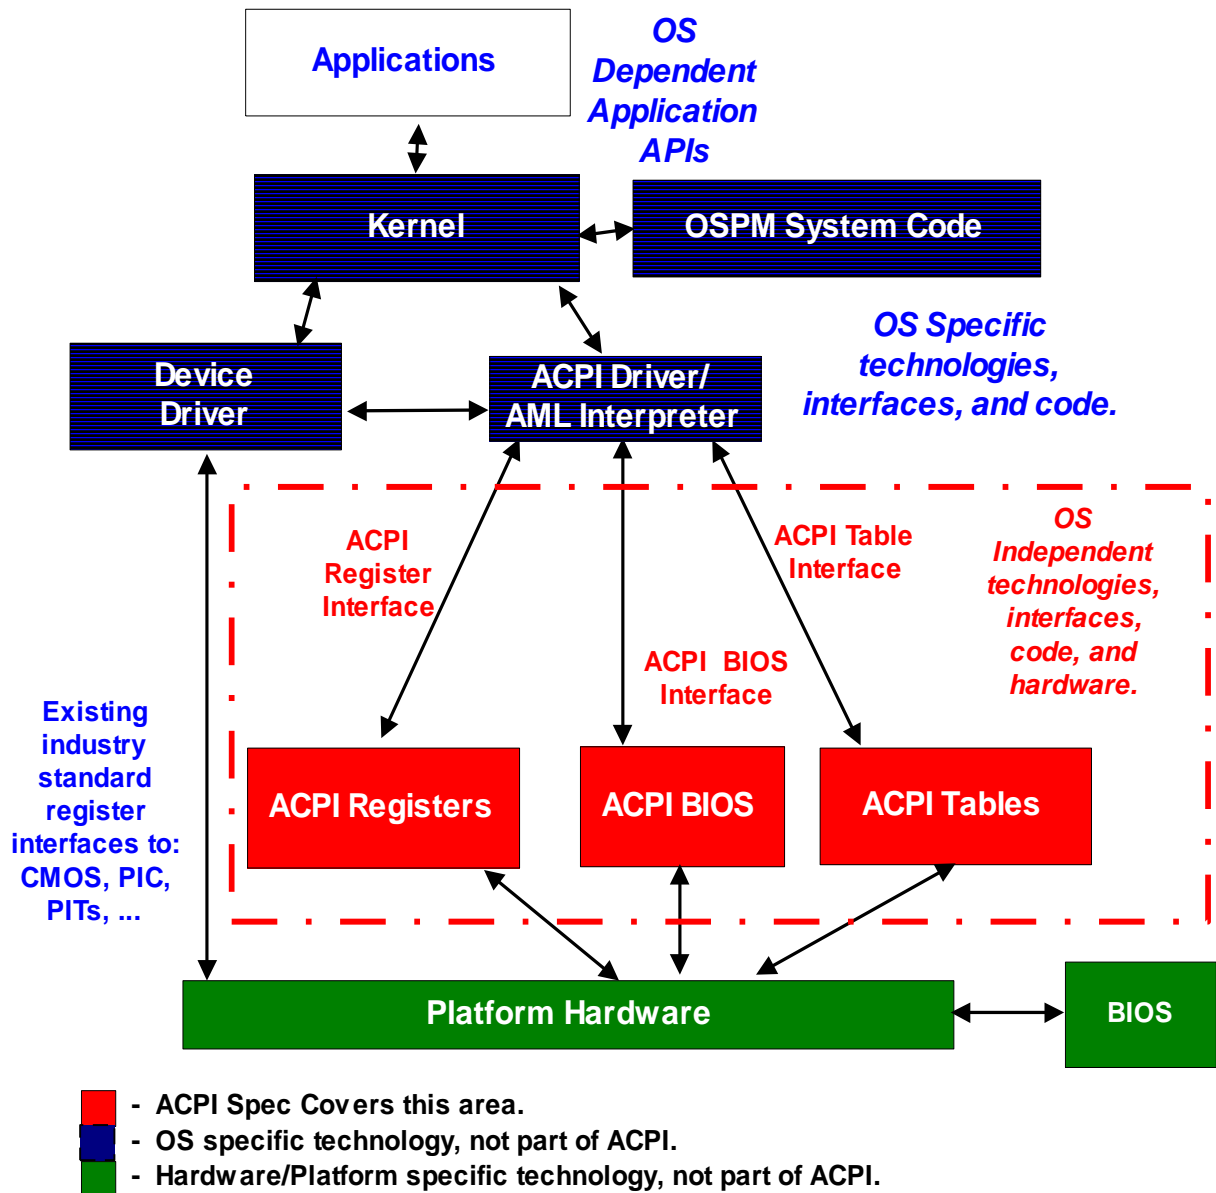 Applications
OS
Dependent
Application
APIs
Kernel
OSPM System Code
OS Specific
technologies,
interfaces, and code.
Device
Driver
ACPI Driver/
AML Interpreter
ACPI
Register
Interface
ACPI Table
Interface
OS
Independent
technologies,
interfaces,
code, and
hardware.
ACPI BIOS
Interface
Existing
industry
standard
register
interfaces to:
CMOS, PIC,
PITs, ...
ACPI Registers
ACPI BIOS
ACPI Tables
Platform Hardware
BIOS
- ACPI Spec Covers this area.
- OS specific technology, not part of ACPI.
- Hardware/Platform specific technology, not part of ACPI.